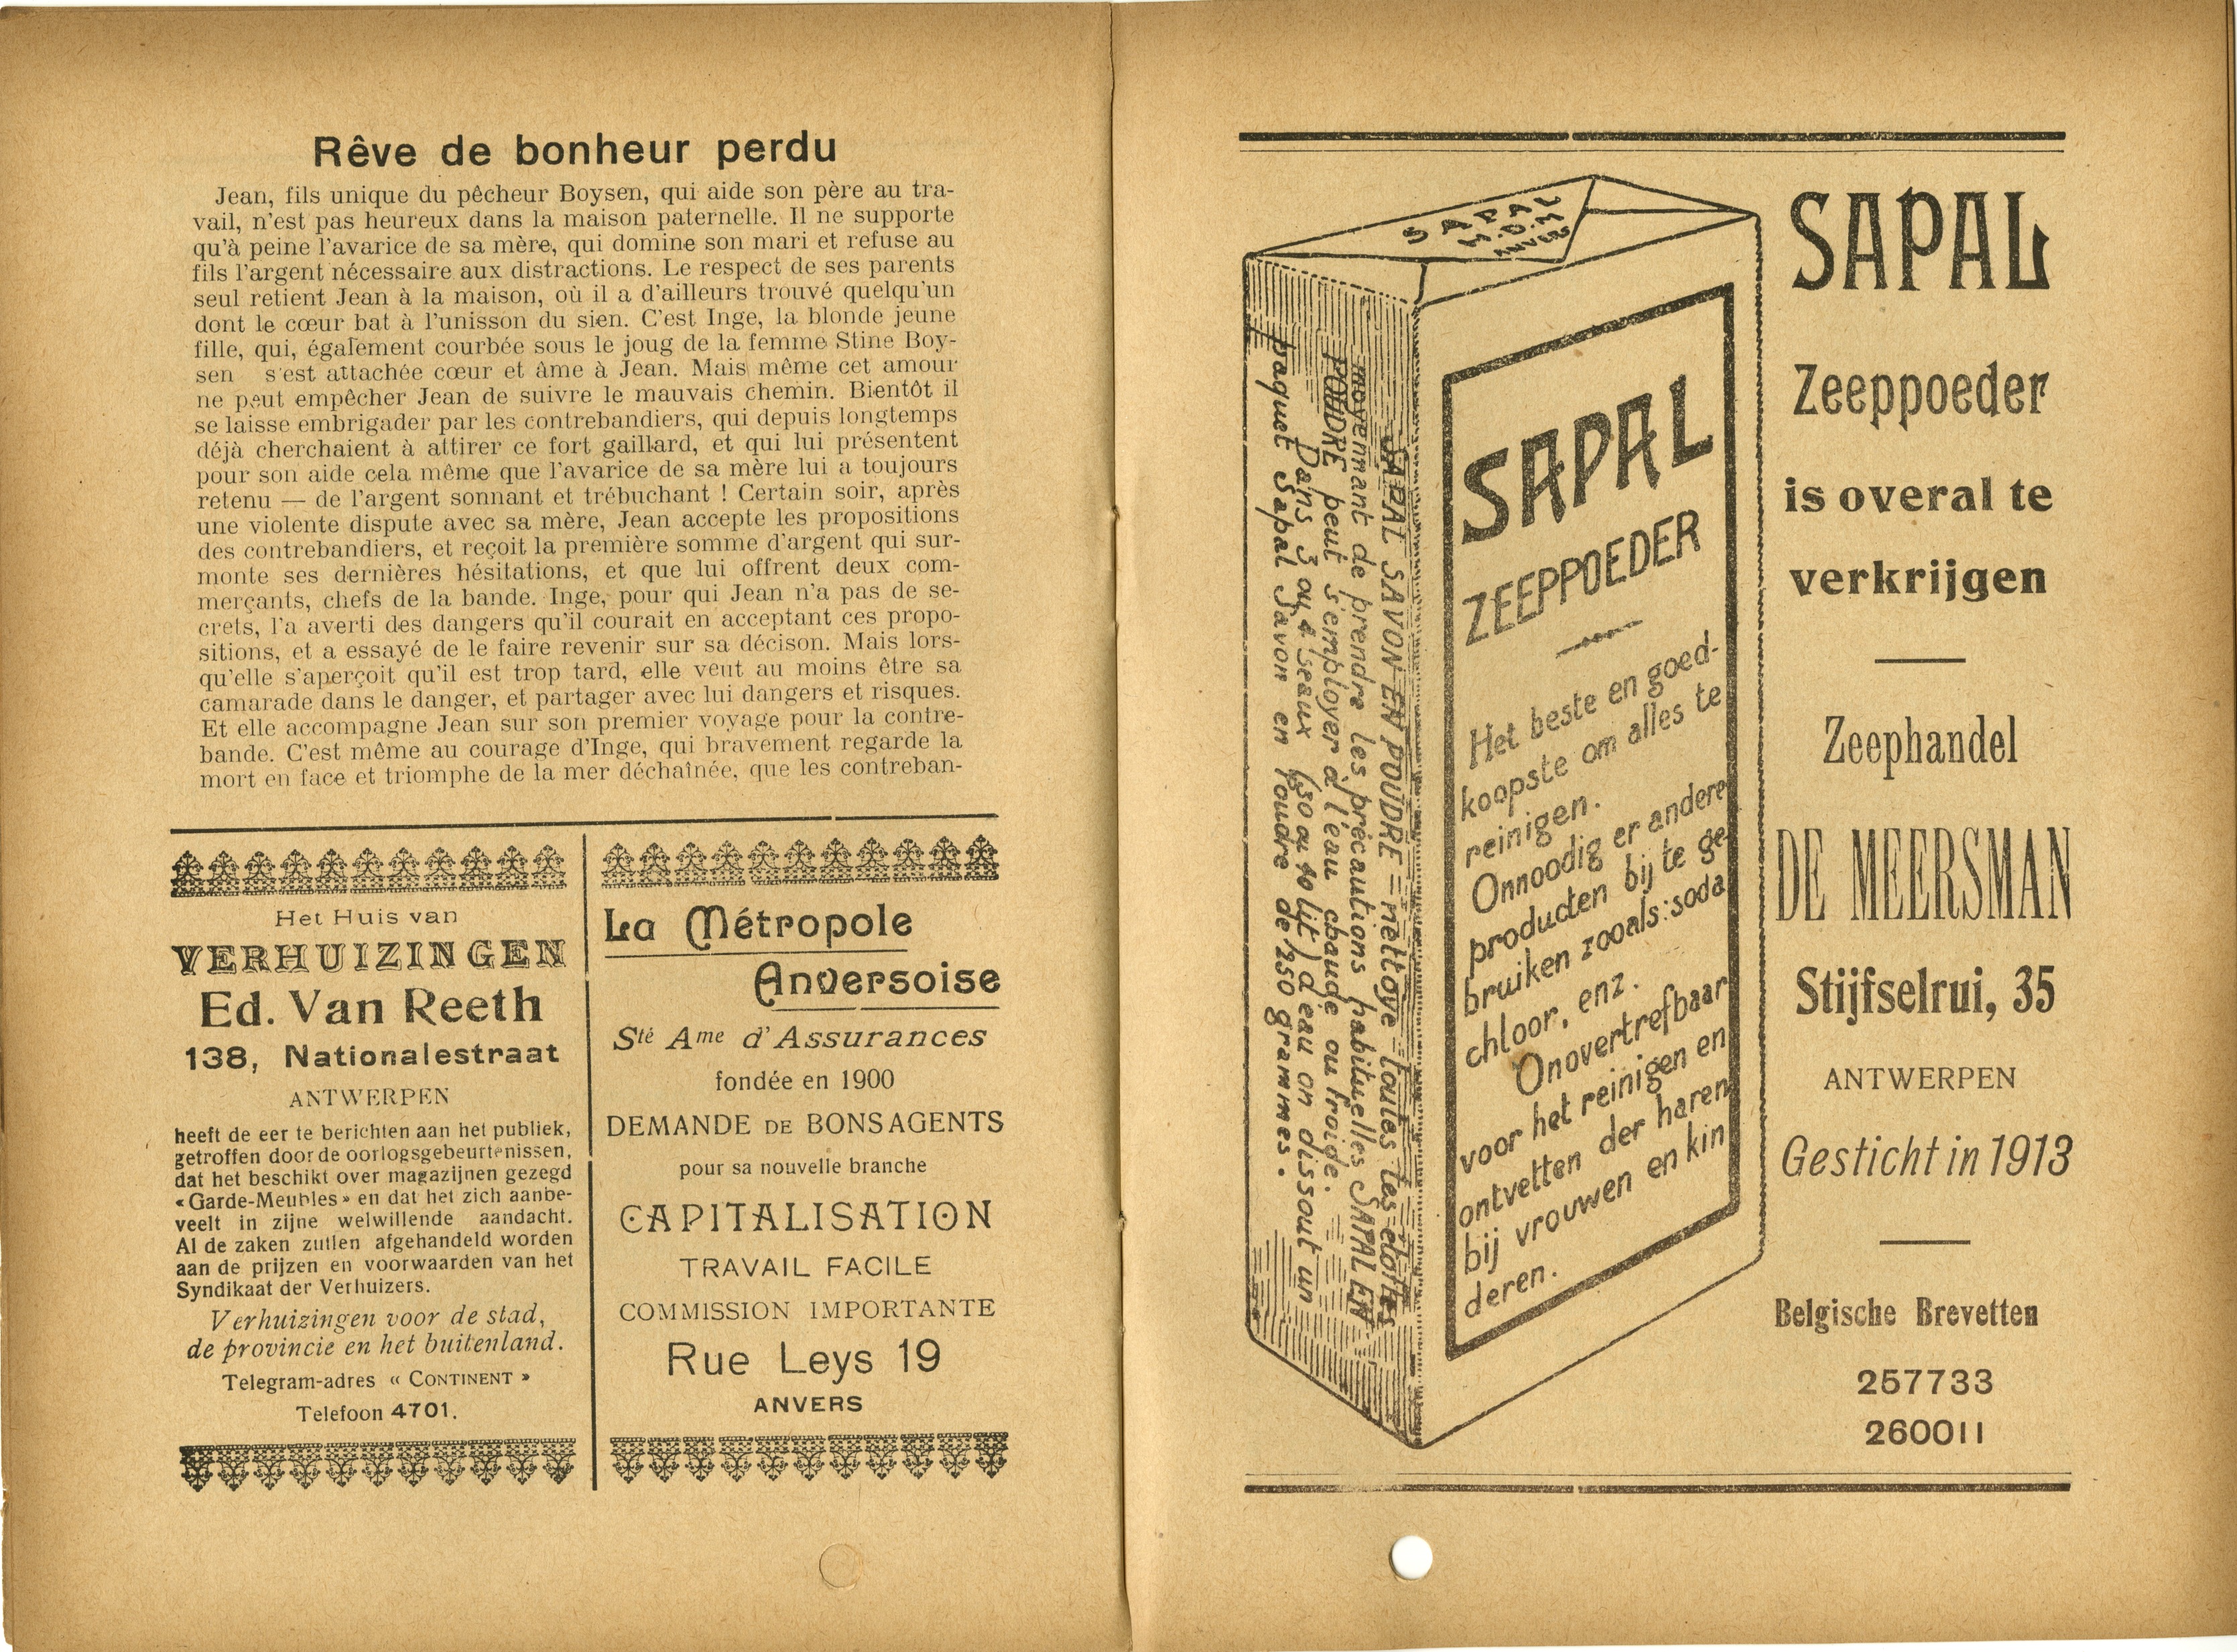 Rêve de bonheur perdu
Jean, fils unique du pêcheur Boysen, qui aide son père au tra-
vail, n'est pas heureux dans la maison paternelle. Il ne supporte
qu'à peine l'avarice de sa mère, qui domine son mari et refuse au
fils l'argent nécessaire aux distractions. Le respect de ses parents
seul retient Jean à la maison, où il a d'ailleurs trouvé quelqu'un
dont le cœur bat à l'unisson du sien. C'est Inge, la blonde jeune
fille, qui, également courbée sous le joug de la femme Stine Boy-
sen s'est attachée cœur et âme à Jean. Mais même cet amour
ne peut empêcher Jean de suivre le mauvais chemin. Bientôt il
se laisse embrigader par les contrebandiers, qui depuis longtemps
déjà cherchaient à attirer ce fort gaillard, et qui lui présentent
pour son aide cela même que l'avarice de sa mère lui a toujours
retenu — de l'argent sonnant et trébuchant ! Certain soir, après
une violente dispute avec sa mère, Jean accepte les propositions
des contrebandiers, et reçoit la première somme d'argent qui sur-
monte ses dernières hésitations, et que lui offrent deux com-
merçants, chefs de la bande. Inge, pour qui Jean n'a pas de se-
crets, l'a averti des dangers qu'il courait en acceptant ces propo-
sitions, et a essayé de le faire revenir sur sa décison. Mais lors-
qu'elle s'aperçoit qu'il est trop tard, elle veut au moins être sa
camarade dans le danger, et partager avec lui dangers et risques.
Et elle accompagne Jean sur son premier voyage pour la contre-
bande. C'est même au courage d'Inge, qui bravement regarde la
mort en face et triomphe de la mer déchaînée, que les contreban-
Het Huis van
VERHUIZINGEN
Ed. Van Reeth
138, Nationalestraat
ANTWERPEN
heeft de eer te berichten aan het publiek,
getroffen door de oorlogsgebeurtenissen,
dat het beschikt over magazijnen gezegd
« Garde-Meubles » en dat het zich aanbe-
veelt in zijne welwillende aandacht.
Al de zaken zullen afgehandeld worden
aan de prijzen en voorwaarden van het
Syndikaat der Verhuizers.
Verhuizingen voor de stad,
de provincie en het buitenland.
Telegram-adres « CONTINENT »
Telefoon 4701.
La Métropole
Anversoise
Sté Ame d'Assurances
fondée en 1900
DEMANDE DE BONS AGENTS
pour sa nouvelle branche
CAPITALISATION
TRAVAIL FACILE
COMMISSION IMPORTANTE
Rue Leys 19
ANVERS
SAPAL
H.D.M
ANVERS
SAPAL SAVON EN POUDRE = nettoye toutes les étoffes
moyennant de prendre les précautions habituelles SAPAL EN
POUDRE peut s'employer à l'eau chaude ou froide.
Dans 3 ou 4 seaux (30 ou 40 lit) d'eau on dissout un
paquet Sapal Savon en Poudre de 250 grammes.
SAPAL
ZEEPPOEDER
Het beste en goed-
koopste om alles te
reinigen.
Onnoodig er andere
producten bij te ge
bruiken zooals: soda
chloor, enz.
Onovertrefbaar
voor het reinigen en
ontvetten der haren
bij vrouwen en kin
deren.
SAPAL
Zeeppoeder
is overal te
verkrijgen
Zeephandel
DE MEERSMAN
Stijfselrui, 35
ANTWERPEN
Gesticht in 1913
Belgische Brevetten
257733
260011